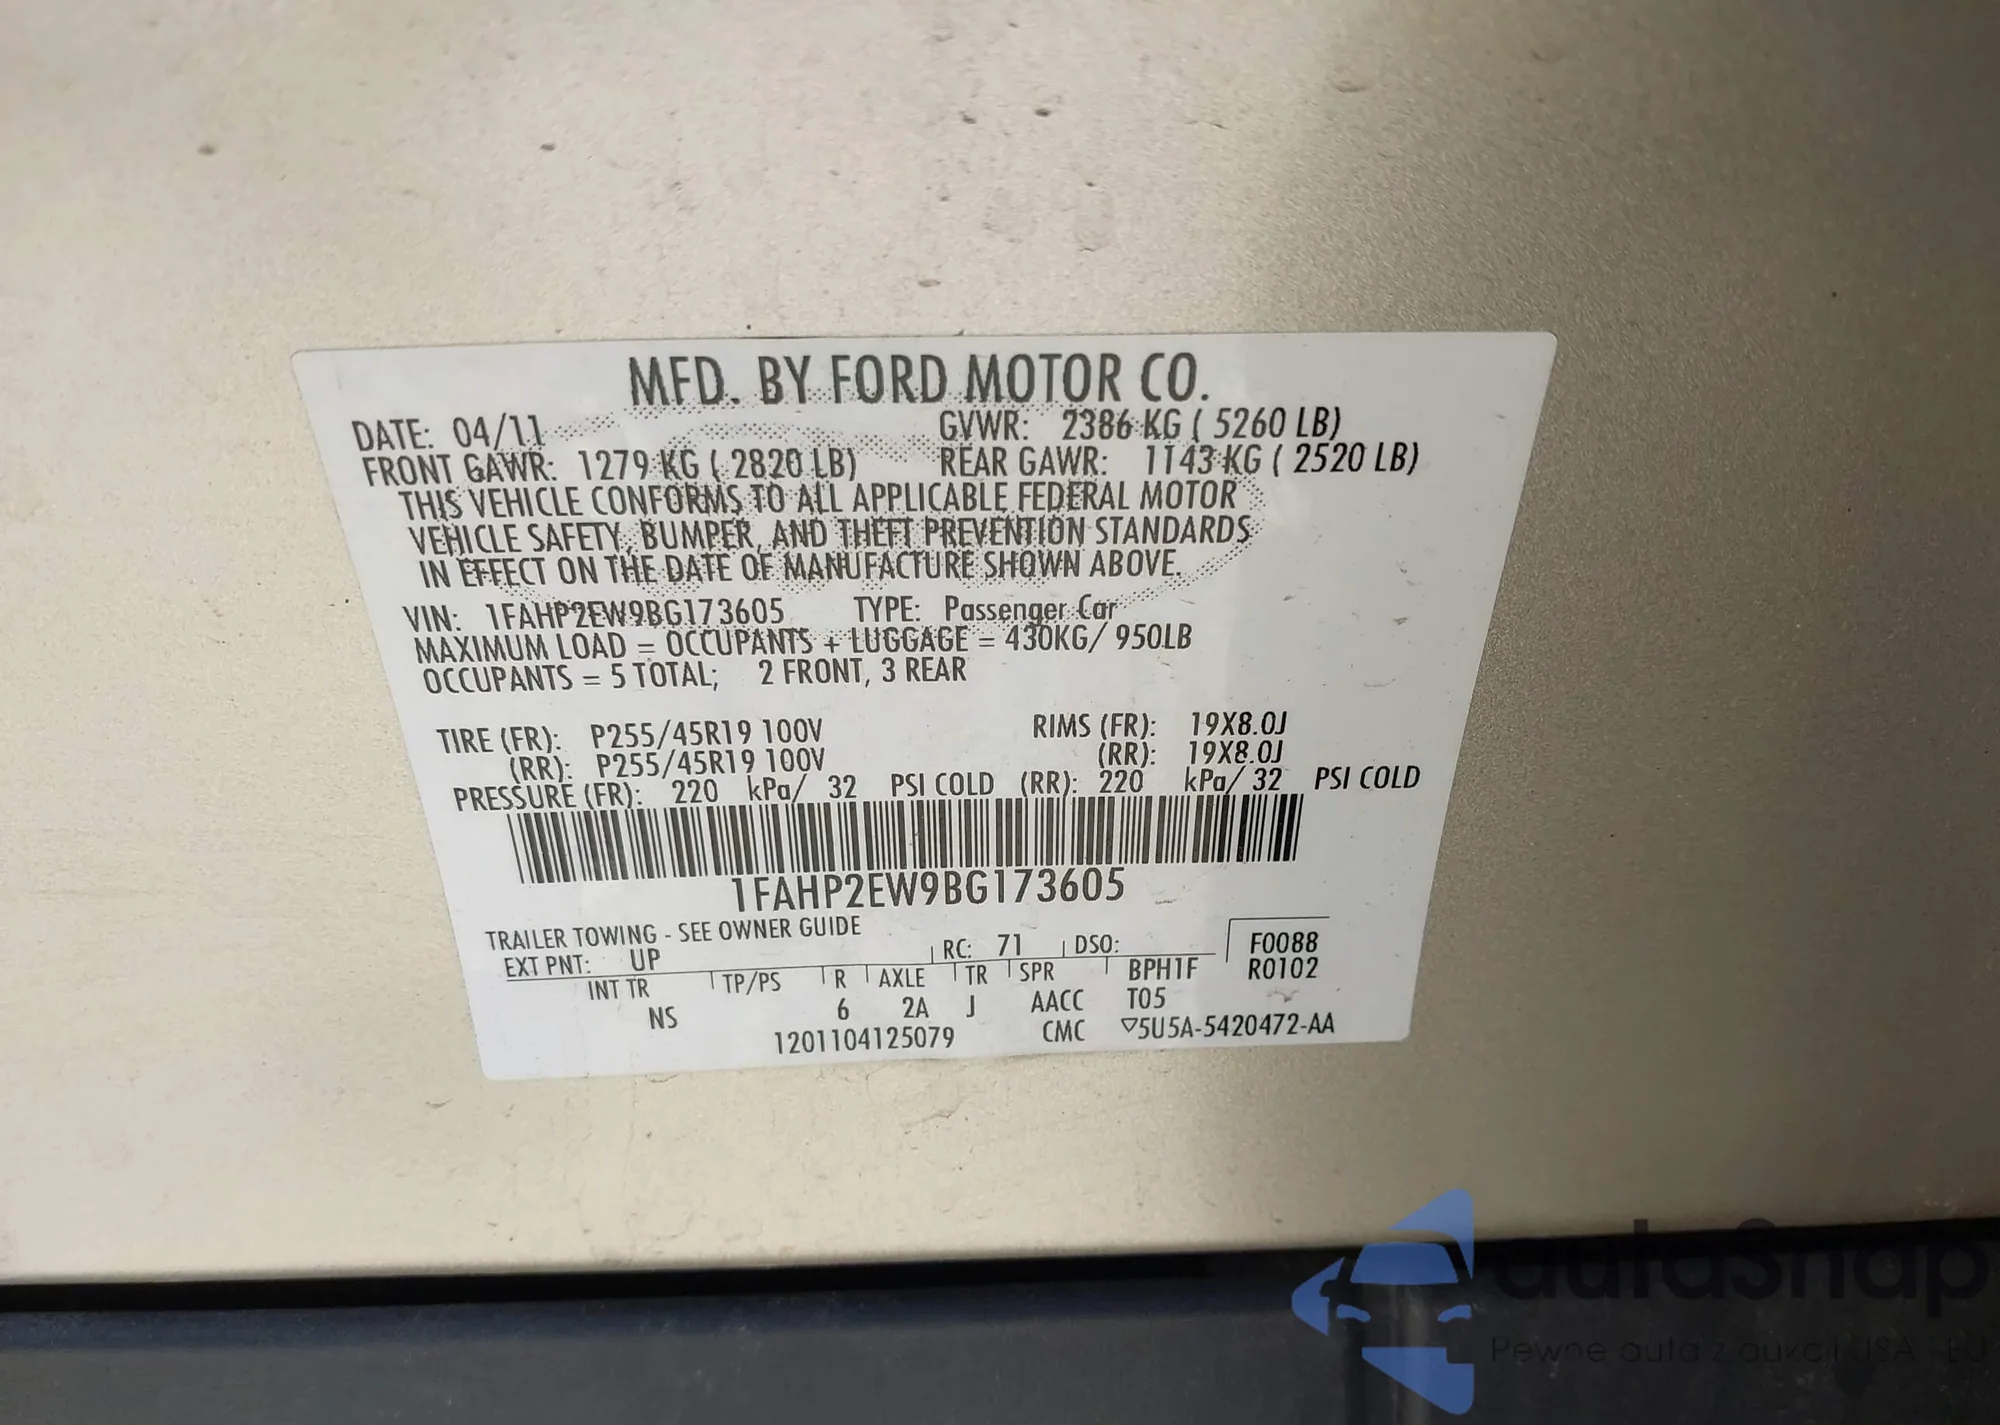 MFD. BY FORD MOTOR CO.
DATE: 04/11 GVWR: 2386 KG ( 5260 LB)
FRONT GAWR: 1279 KG ( 2820 LB) REAR GAWR: 1143 KG ( 2520 LB)
THIS VEHICLE CONFORMS TO ALL APPLICABLE FEDERAL MOTOR
VEHICLE SAFETY, BUMPER, AND THEFT PREVENTION STANDARDS
IN EFFECT ON THE DATE OF MANUFACTURE SHOWN ABOVE.
VIN: 1FAHP2EW9BG173605 TYPE: Passenger Car
MAXIMUM LOAD = OCCUPANTS + LUGGAGE = 430KG/ 950LB
OCCUPANTS = 5 TOTAL; 2 FRONT, 3 REAR
TIRE (FR): P255/45R19 100V RIMS (FR): 19X8.0J
(RR): P255/45R19 100V (RR): 19X8.0J
PRESSURE (FR): 220 kPa/ 32 PSI COLD (RR): 220 kPa/ 32 PSI COLD
1FAHP2EW9BG173605
TRAILER TOWING - SEE OWNER GUIDE
EXT PNT: UP RC: 71 DSO: F0088
R0102
INT TR TP/PS R AXLE TR SPR BPH1F
NS 6 2A J AACC T05
1201104125079 CMC ▽5U5A-5420472-AA
autoSnap
Pewne auta z aukcji USA - EU